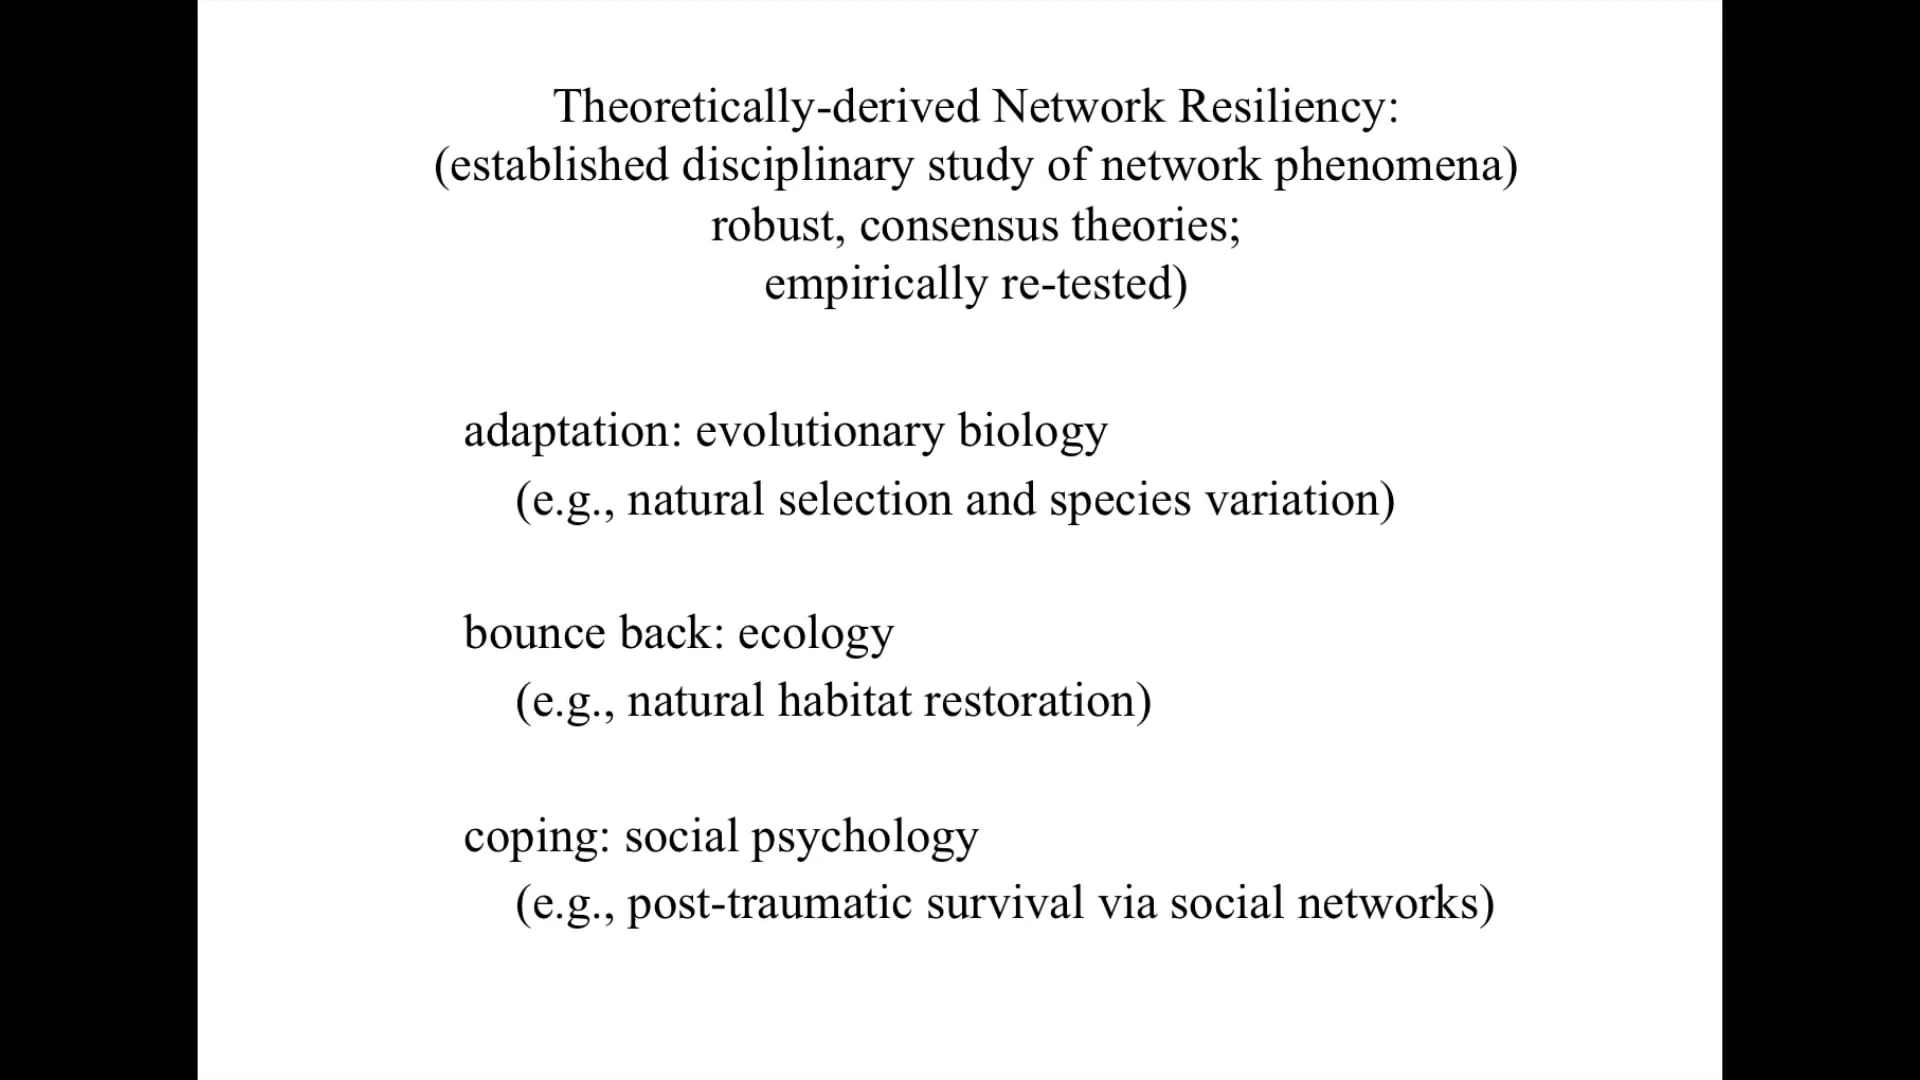 Theoretically-derived Network Resiliency:
(established disciplinary study of network phenomena)
robust, consensus theories;
empirically re-tested)
adaptation: evolutionary biology
(e.g., natural selection and species variation)
bounce back: ecology
(e.g., natural habitat restoration)
coping: social psychology
(e.g., post-traumatic survival via social networks)